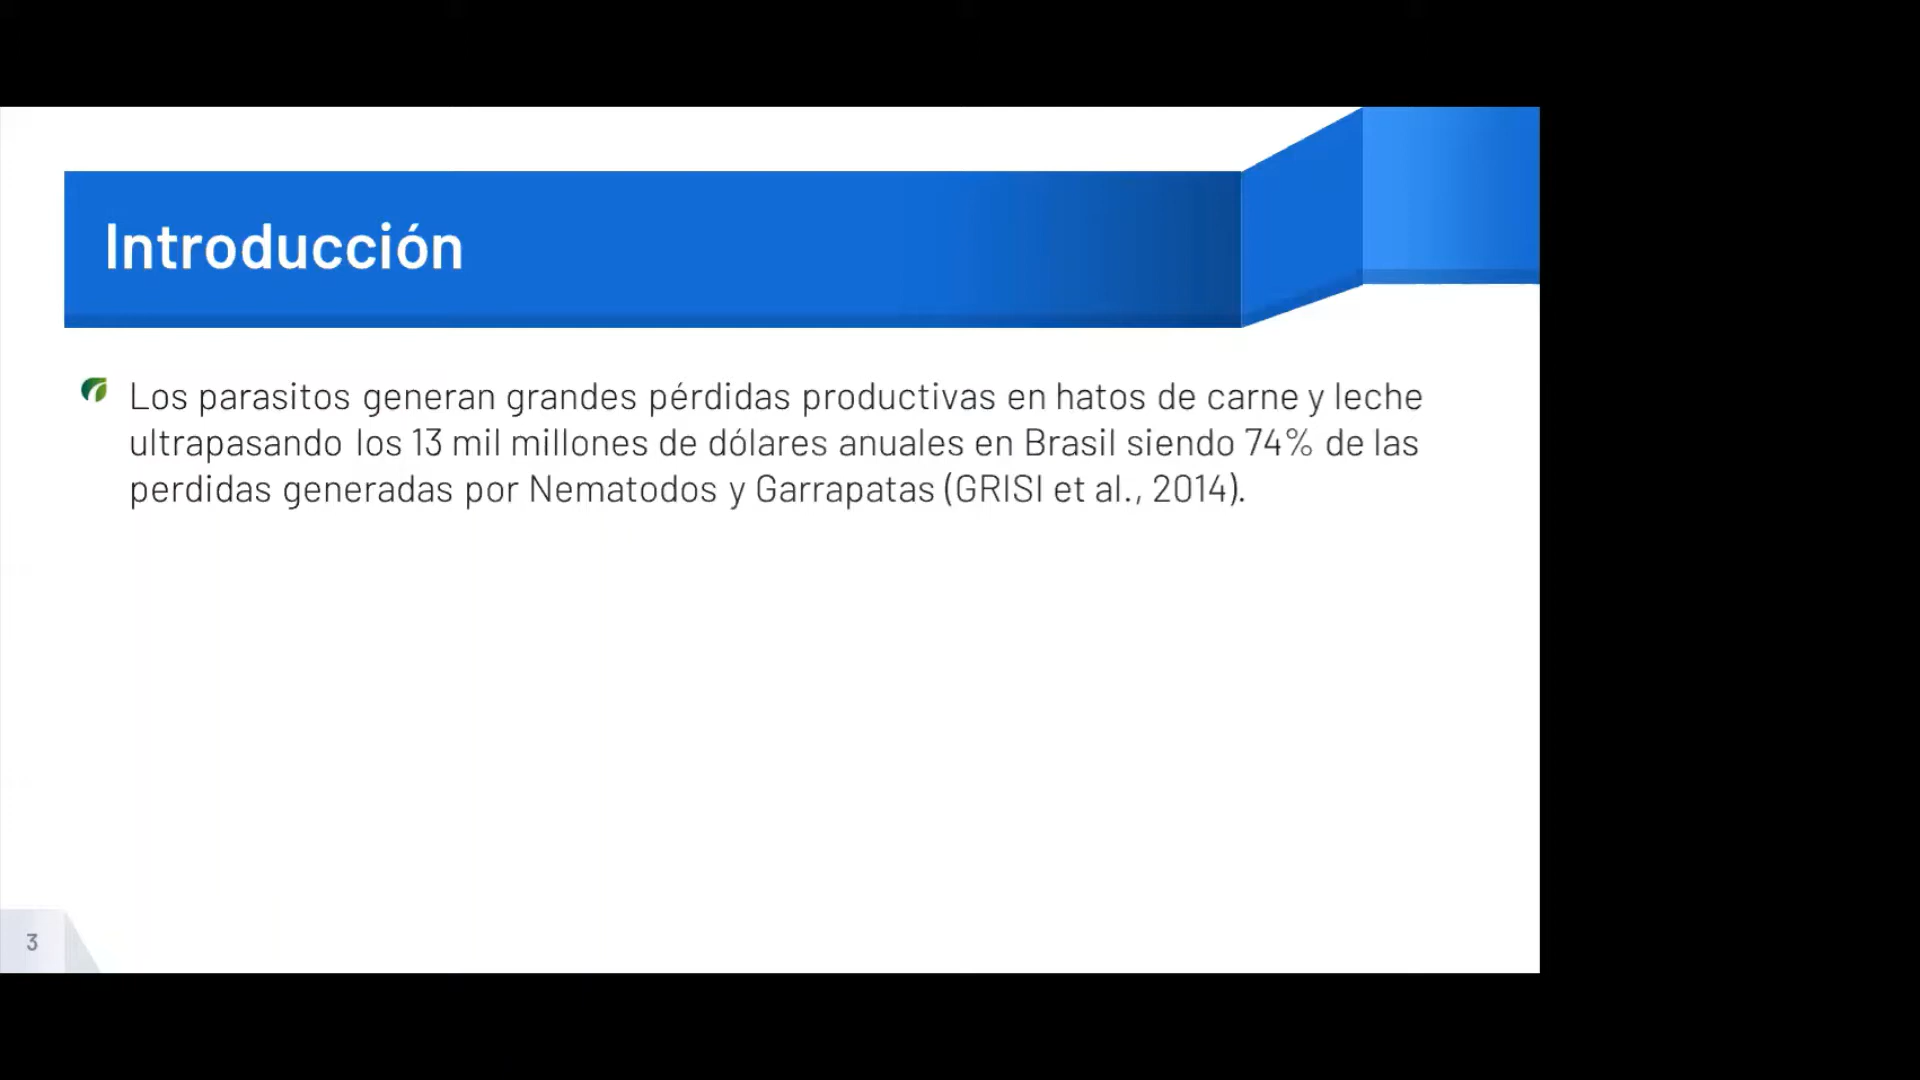 Introducción
Los parasitos generan grandes pérdidas productivas en hatos de carne y leche
ultrapasando los 13 mil millones de dólares anuales en Brasil siendo 74% de las
perdidas generadas por Nematodos y Garrapatas (GRISI et al., 2014).
3